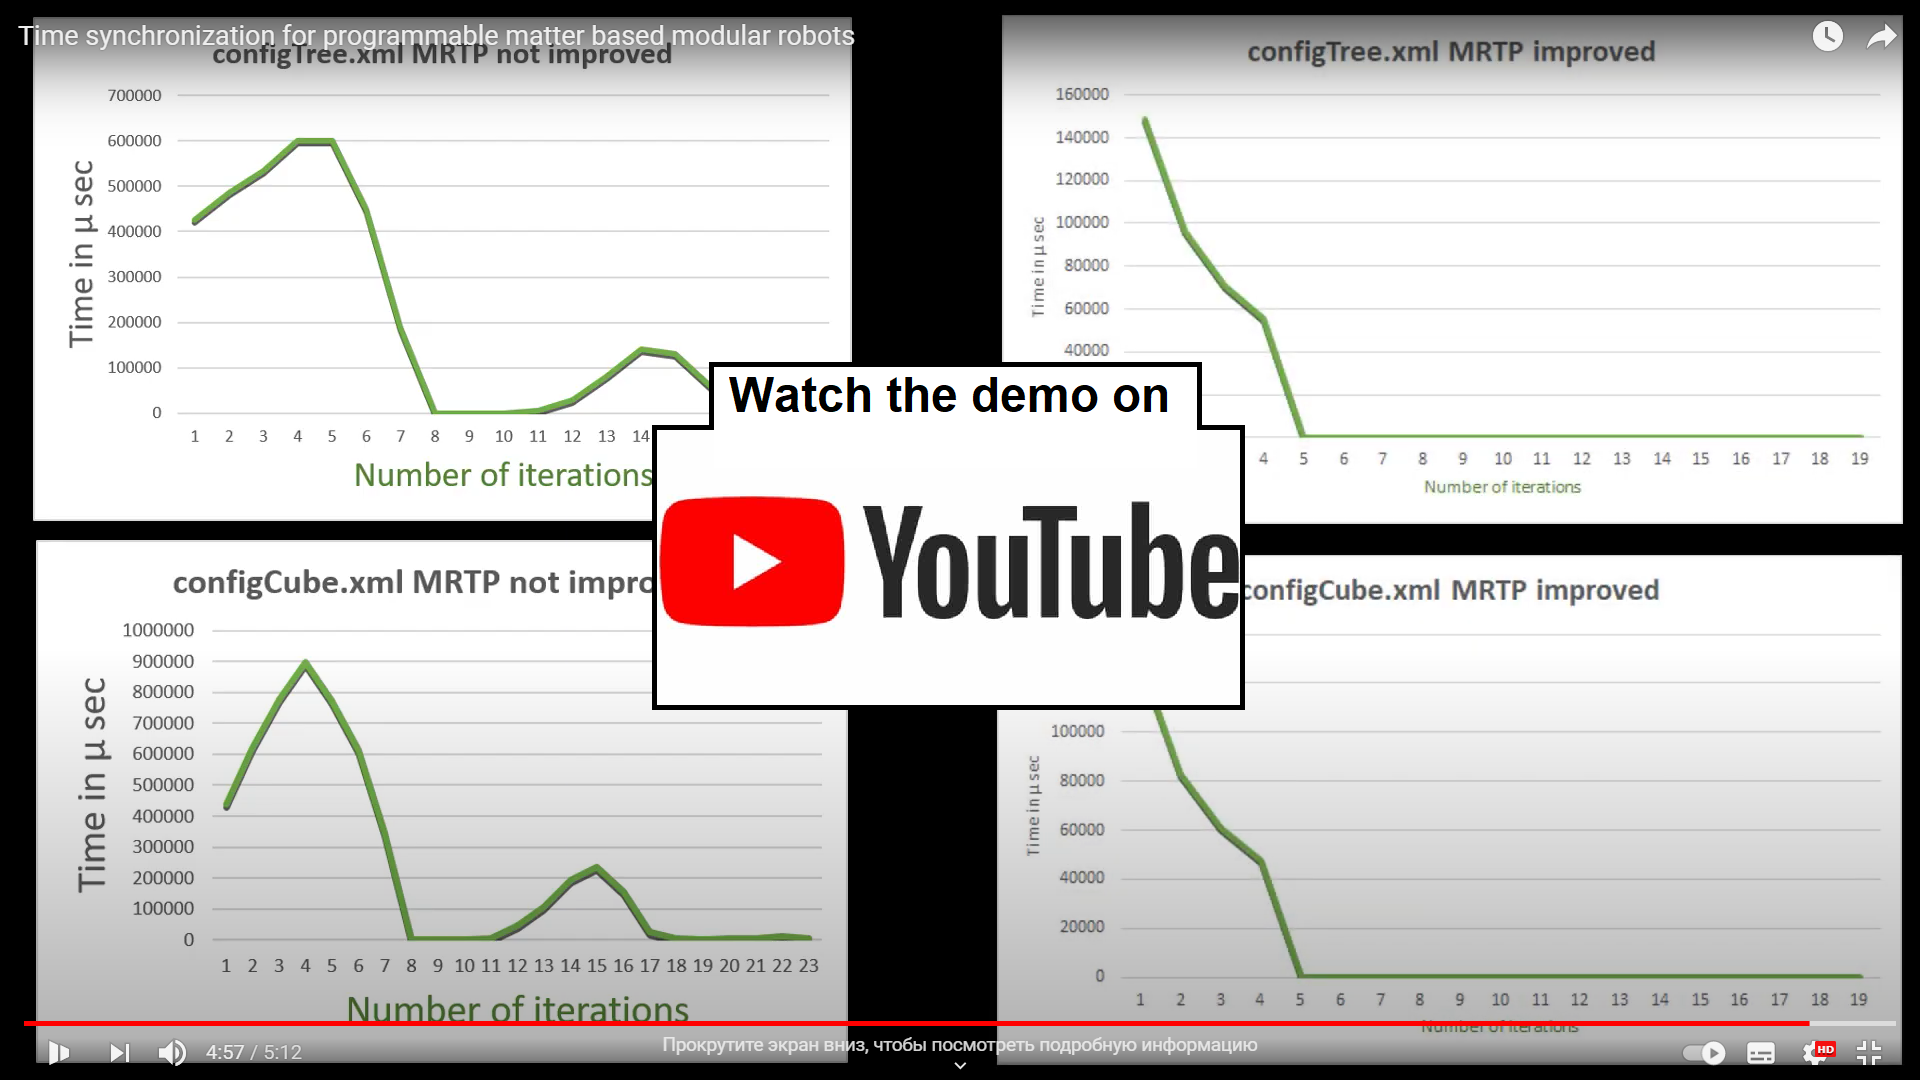 Time synchronization for programmable matter based modular robots
configTree.xml MRTP not improved
700000
600000
500000
400000
300000
200000
100000
0
Time in µ sec
1 2 3 4 5 6 7 8 9 10 11 12 13 14
Number of iterations
configTree.xml MRTP improved
160000
140000
120000
100000
80000
60000
40000
Time in µ sec
4 5 6 7 8 9 10 11 12 13 14 15 16 17 18 19
Number of iterations
Watch the demo on
YouTube
configCube.xml MRTP not impro
1000000
900000
800000
700000
600000
500000
400000
300000
200000
100000
0
Time in µ sec
1 2 3 4 5 6 7 8 9 10 11 12 13 14 15 16 17 18 19 20 21 22 23
Number of iterations
configCube.xml MRTP improved
100000
80000
60000
40000
20000
0
Time in µ sec
1 2 3 4 5 6 7 8 9 10 11 12 13 14 15 16 17 18 19
Number of iterations
4:57 / 5:12
Прокрутите экран вниз, чтобы посмотреть подробную информацию
HD